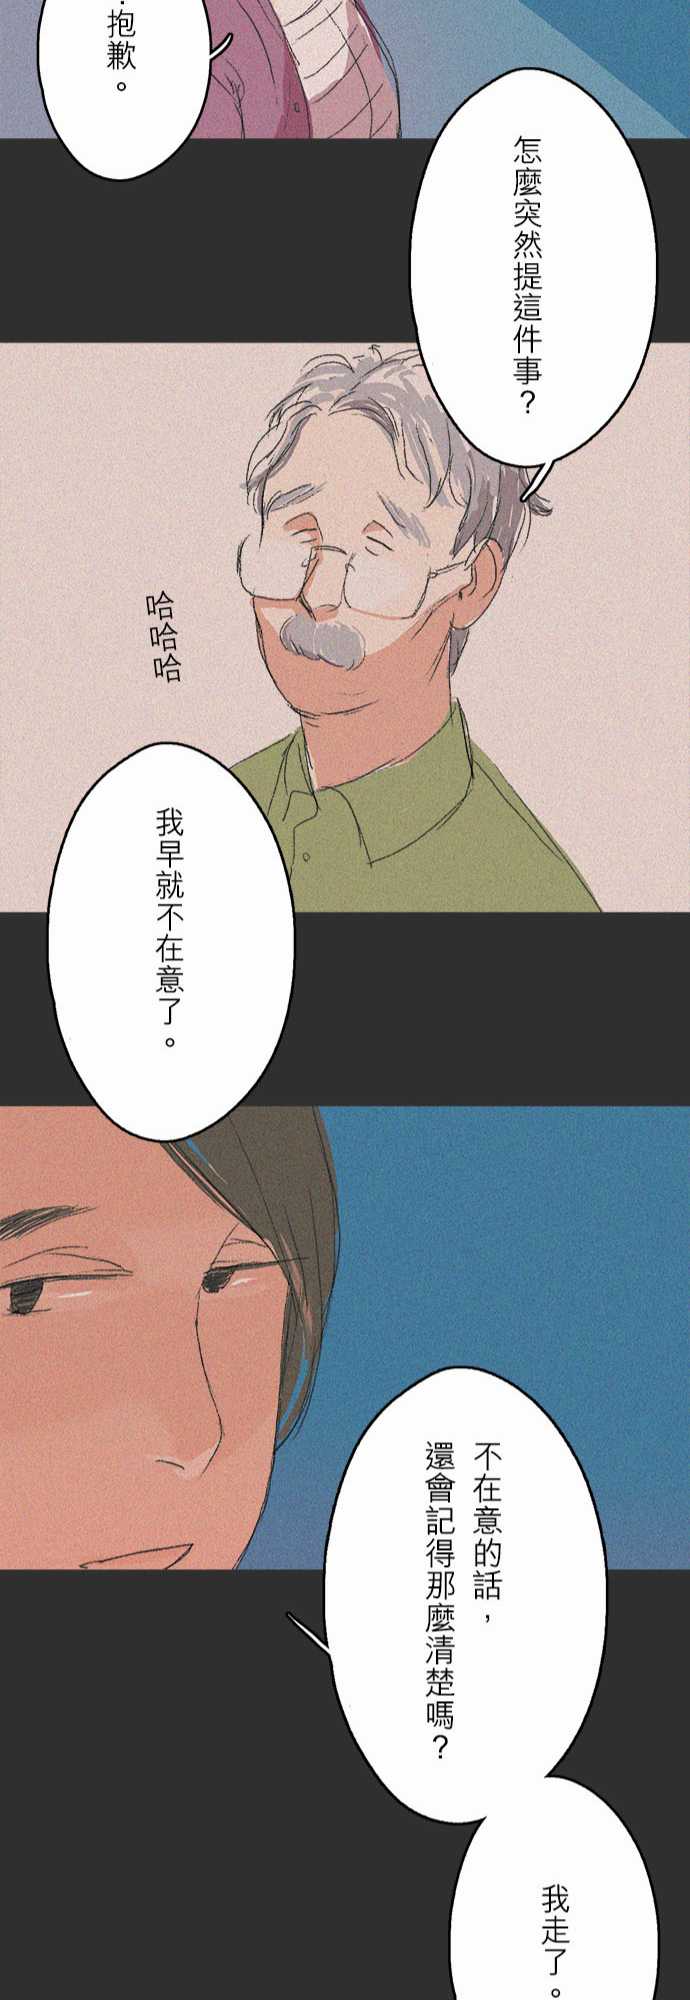 抱歉。
怎麼突然提這件事？
哈哈哈
我早就不在意了。
不在意的話，
還會記得那麼清楚嗎？
我走了。